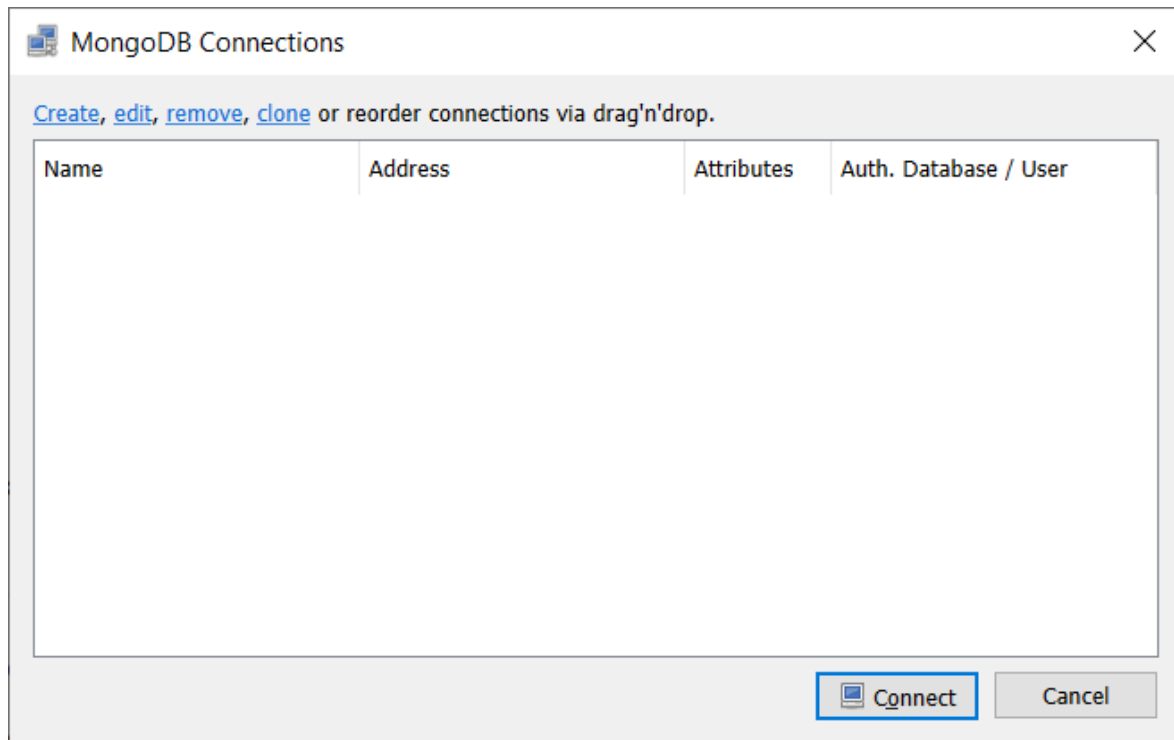 MongoDB Connections
Create, edit, remove, clone or reorder connections via drag'n'drop.
Name Address Attributes Auth. Database / User
Connect Cancel